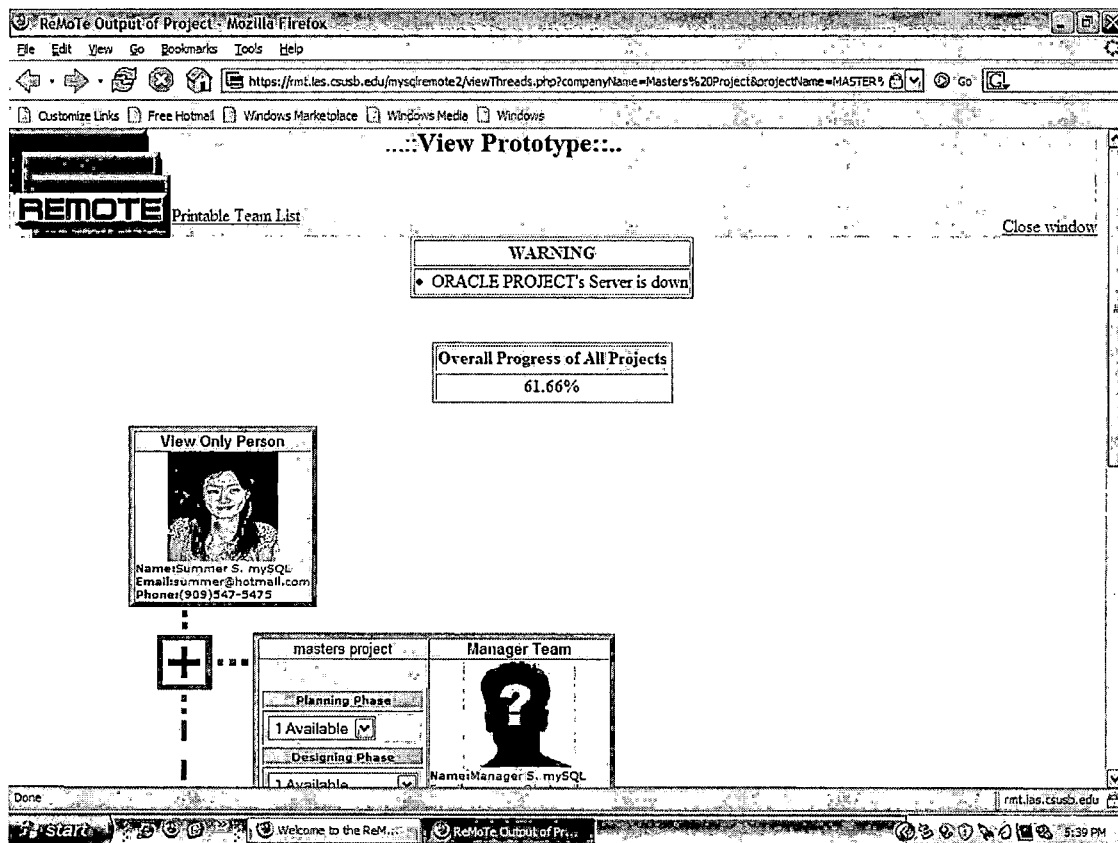 ReMoTe Output of Project - Mozilla Firefox
File Edit View Go Bookmarks Tools Help
https://rmt.ias.csusb.edu/mysqlremote2/viewThreads.php?companyName=Masters%20Project&projectName=MASTER% Go
Customize Links Free Hotmail Windows Marketplace Windows Media Windows
...::View Prototype::..
REMOTE Printable Team List
Close window
WARNING
ORACLE PROJECT's Server is down
Overall Progress of All Projects
61.66%
View Only Person
Name:Summer S. mySQL
Email:summer@hotmail.com
Phone:(909)547-5475
masters project
Manager Team
Planning Phase
1 Available
Designing Phase
1 Available
Name:Manager S. mySQL
Done
rmt.ias.csusb.edu
start
Welcome to the ReM...
ReMoTe Output of Pr...
5:39 PM